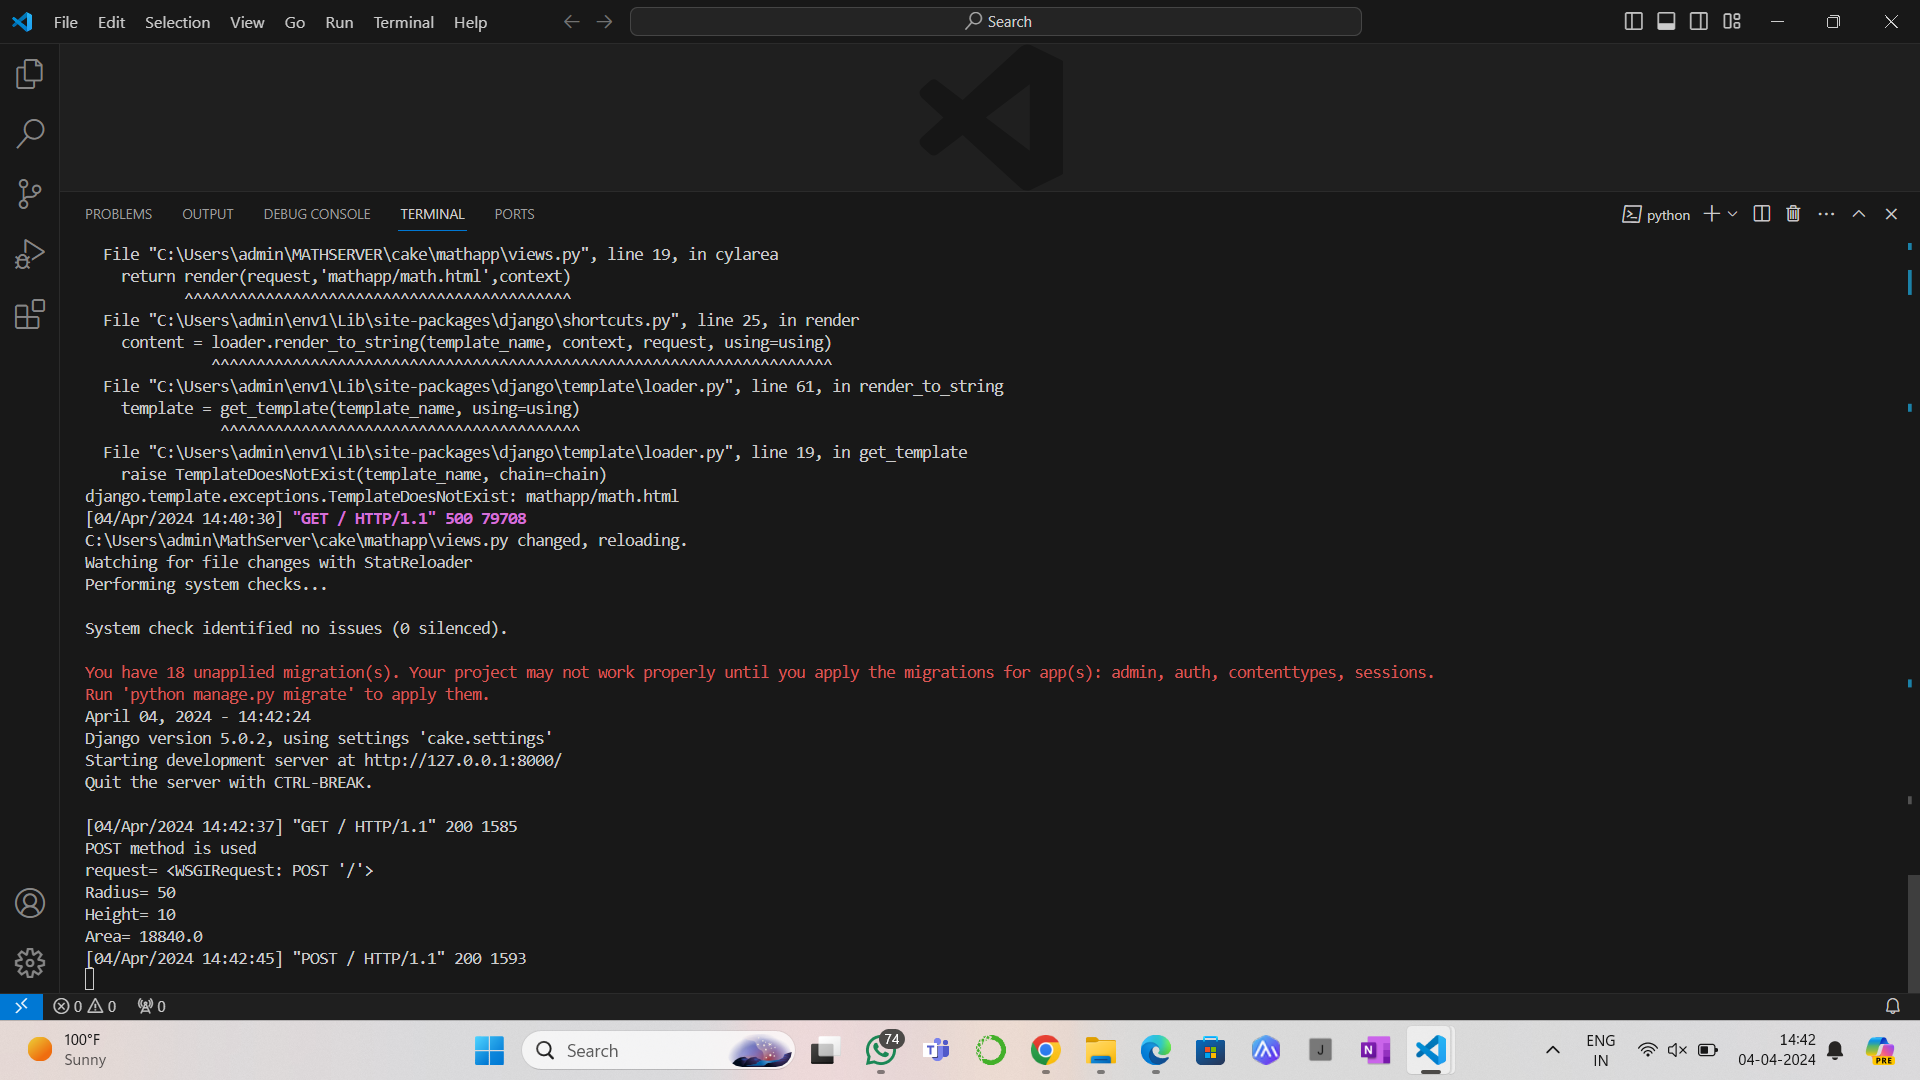 File Edit Selection View Go Run Terminal Help
Search
PROBLEMS OUTPUT DEBUG CONSOLE TERMINAL PORTS
python
File "C:\Users\admin\MATHSERVER\cake\mathapp\views.py", line 19, in cylarea
return render(request,'mathapp/math.html',context)
^^^^^^^^^^^^^^^^^^^^^^^^^^^^^^^^^^^^^^^^^^^
File "C:\Users\admin\env1\Lib\site-packages\django\shortcuts.py", line 25, in render
content = loader.render_to_string(template_name, context, request, using=using)
^^^^^^^^^^^^^^^^^^^^^^^^^^^^^^^^^^^^^^^^^^^^^^^^^^^^^^^^^^^^^^^^^^^^^
File "C:\Users\admin\env1\Lib\site-packages\django\template\loader.py", line 61, in render_to_string
template = get_template(template_name, using=using)
^^^^^^^^^^^^^^^^^^^^^^^^^^^^^^^^^^^^^^^^
File "C:\Users\admin\env1\Lib\site-packages\django\template\loader.py", line 19, in get_template
raise TemplateDoesNotExist(template_name, chain=chain)
django.template.exceptions.TemplateDoesNotExist: mathapp/math.html
[04/Apr/2024 14:40:30] "GET / HTTP/1.1" 500 79708
C:\Users\admin\MathServer\cake\mathapp\views.py changed, reloading.
Watching for file changes with StatReloader
Performing system checks...
System check identified no issues (0 silenced).
You have 18 unapplied migration(s). Your project may not work properly until you apply the migrations for app(s): admin, auth, contenttypes, sessions.
Run 'python manage.py migrate' to apply them.
April 04, 2024 - 14:42:24
Django version 5.0.2, using settings 'cake.settings'
Starting development server at http://127.0.0.1:8000/
Quit the server with CTRL-BREAK.
[04/Apr/2024 14:42:37] "GET / HTTP/1.1" 200 1585
POST method is used
request= <WSGIRequest: POST '/'>
Radius= 50
Height= 10
Area= 18840.0
[04/Apr/2024 14:42:45] "POST / HTTP/1.1" 200 1593
0 0 0
100°F
Sunny
Search
74
T
J
N
ENG
IN
14:42
04-04-2024
PRE